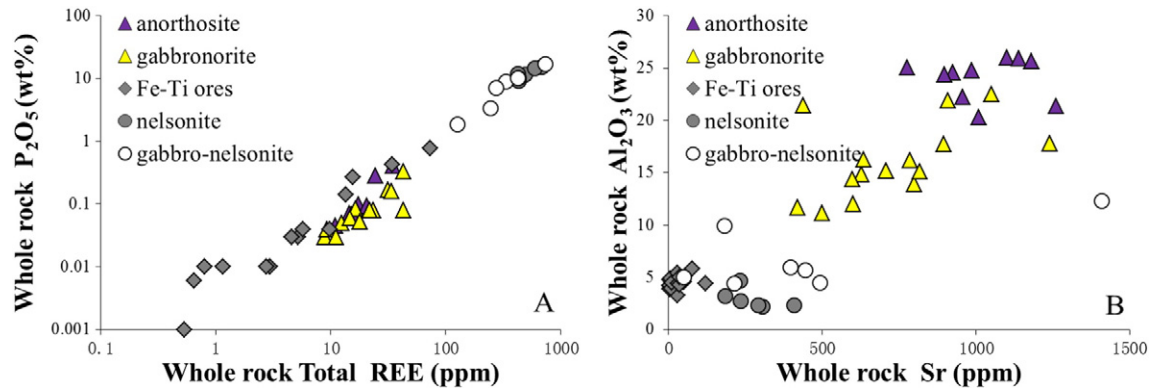 100
10
1
0.1
0.01
0.001
Whole rock P₂O₅ (wt%)
anorthosite
gabbronorite
Fe-Ti ores
nelsonite
gabbro-nelsonite
A
0.1 1 10 100 1000
Whole rock Total REE (ppm)
30
25
20
15
10
5
0
Whole rock Al₂O₃ (wt%)
anorthosite
gabbronorite
Fe-Ti ores
nelsonite
gabbro-nelsonite
B
0 500 1000 1500
Whole rock Sr (ppm)